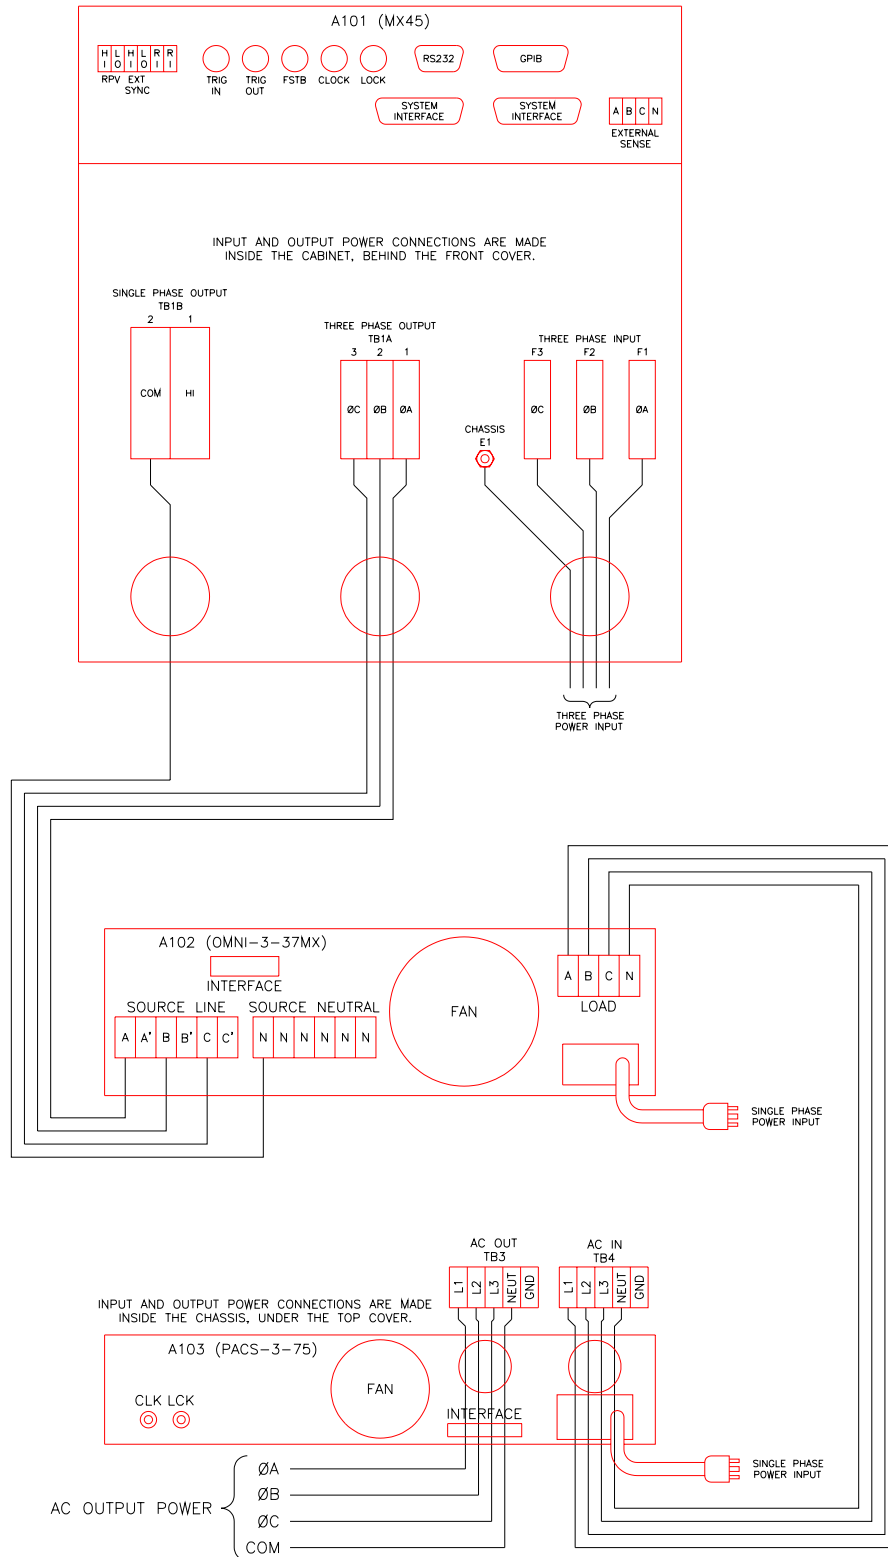 A101 (MX45)
HI LO HI LO RI RI
RPV EXT
SYNC
TRIG
IN
TRIG
OUT
FSTB
CLOCK
LOCK
RS232
GPIB
SYSTEM
INTERFACE
SYSTEM
INTERFACE
A B C N
EXTERNAL
SENSE
INPUT AND OUTPUT POWER CONNECTIONS ARE MADE
INSIDE THE CABINET, BEHIND THE FRONT COVER.
SINGLE PHASE OUTPUT
TB1B
2 1
COM HI
THREE PHASE OUTPUT
TB1A
3 2 1
ØC ØB ØA
CHASSIS
E1
THREE PHASE INPUT
F3 F2 F1
ØC ØB ØA
THREE PHASE
POWER INPUT
A102 (OMNI-3-37MX)
INTERFACE
SOURCE LINE
A A' B B' C C'
SOURCE NEUTRAL
N N N N N N
FAN
A B C N
LOAD
SINGLE PHASE
POWER INPUT
AC OUT
TB3
L1 L2 L3 NEUT GND
AC IN
TB4
L1 L2 L3 NEUT GND
INPUT AND OUTPUT POWER CONNECTIONS ARE MADE
INSIDE THE CHASSIS, UNDER THE TOP COVER.
A103 (PACS-3-75)
CLK LCK
FAN
INTERFACE
SINGLE PHASE
POWER INPUT
AC OUTPUT POWER
ØA
ØB
ØC
COM